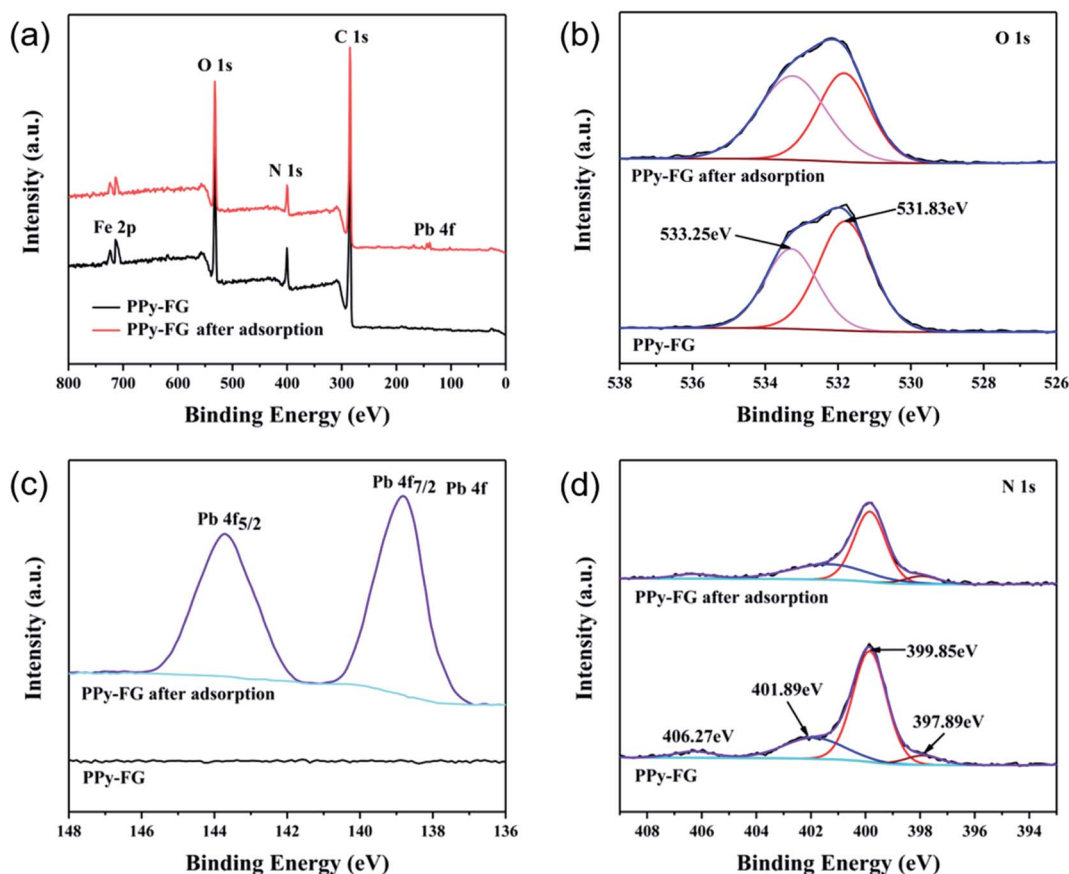 (a)
C 1s
O 1s
N 1s
Fe 2p
Pb 4f
PPy-FG
PPy-FG after adsorption
Intensity (a.u.)
800 700 600 500 400 300 200 100 0
Binding Energy (eV)
(b)
O 1s
PPy-FG after adsorption
533.25eV
531.83eV
PPy-FG
Intensity (a.u.)
538 536 534 532 530 528 526
Binding Energy (eV)
(c)
Pb 4f7/2 Pb 4f
Pb 4f5/2
PPy-FG after adsorption
PPy-FG
Intensity (a.u.)
148 146 144 142 140 138 136
Binding Energy (eV)
(d)
N 1s
PPy-FG after adsorption
399.85eV
401.89eV
397.89eV
406.27eV
PPy-FG
Intensity (a.u.)
408 406 404 402 400 398 396 394
Binding Energy (eV)